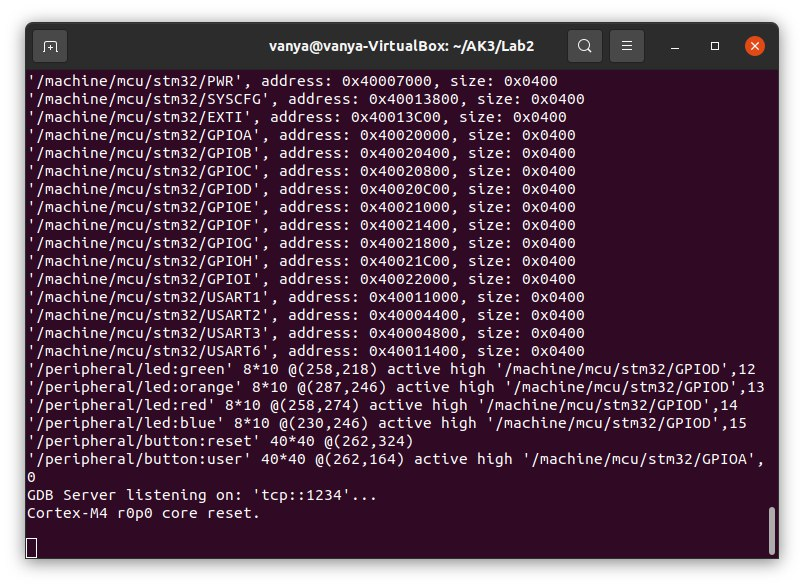 vanya@vanya-VirtualBox: ~/AK3/Lab2
'/machine/mcu/stm32/PWR', address: 0x40007000, size: 0x0400
'/machine/mcu/stm32/SYSCFG', address: 0x40013800, size: 0x0400
'/machine/mcu/stm32/EXTI', address: 0x40013C00, size: 0x0400
'/machine/mcu/stm32/GPIOA', address: 0x40020000, size: 0x0400
'/machine/mcu/stm32/GPIOB', address: 0x40020400, size: 0x0400
'/machine/mcu/stm32/GPIOC', address: 0x40020800, size: 0x0400
'/machine/mcu/stm32/GPIOD', address: 0x40020C00, size: 0x0400
'/machine/mcu/stm32/GPIOE', address: 0x40021000, size: 0x0400
'/machine/mcu/stm32/GPIOF', address: 0x40021400, size: 0x0400
'/machine/mcu/stm32/GPIOG', address: 0x40021800, size: 0x0400
'/machine/mcu/stm32/GPIOH', address: 0x40021C00, size: 0x0400
'/machine/mcu/stm32/GPIOI', address: 0x40022000, size: 0x0400
'/machine/mcu/stm32/USART1', address: 0x40011000, size: 0x0400
'/machine/mcu/stm32/USART2', address: 0x40004400, size: 0x0400
'/machine/mcu/stm32/USART3', address: 0x40004800, size: 0x0400
'/machine/mcu/stm32/USART6', address: 0x40011400, size: 0x0400
'/peripheral/led:green' 8*10 @(258,218) active high '/machine/mcu/stm32/GPIOD',12
'/peripheral/led:orange' 8*10 @(287,246) active high '/machine/mcu/stm32/GPIOD',13
'/peripheral/led:red' 8*10 @(258,274) active high '/machine/mcu/stm32/GPIOD',14
'/peripheral/led:blue' 8*10 @(230,246) active high '/machine/mcu/stm32/GPIOD',15
'/peripheral/button:reset' 40*40 @(262,324)
'/peripheral/button:user' 40*40 @(262,164) active high '/machine/mcu/stm32/GPIOA',
0
GDB Server listening on: 'tcp::1234'...
Cortex-M4 r0p0 core reset.